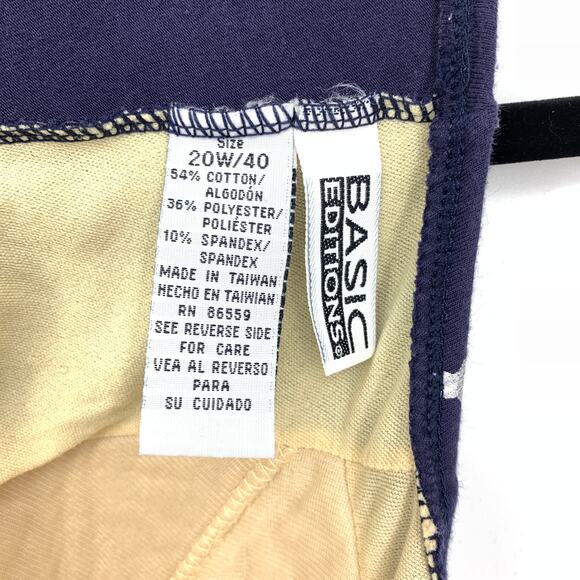 Size
20W/40
54% COTTON/
ALGODÓN
36% POLYESTER/
POLIÉSTER
10% SPANDEX/
SPANDEX
MADE IN TAIWAN
HECHO EN TAIWAN
RN 86559
SEE REVERSE SIDE
FOR CARE
VEA AL REVERSO
PARA
SU CUIDADO
BASIC
EDITIONS®